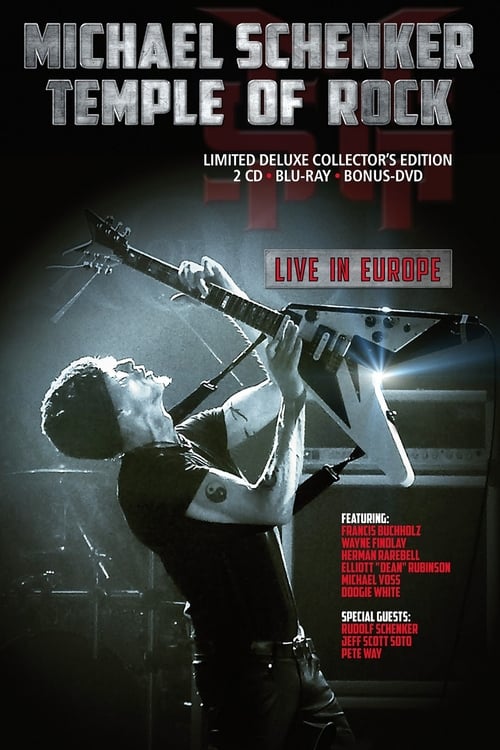 MICHAEL SCHENKER
TEMPLE OF ROCK
LIMITED DELUXE COLLECTOR'S EDITION
2 CD • BLU-RAY • BONUS-DVD
LIVE IN EUROPE
FEATURING:
FRANCIS BUCHHOLZ
WAYNE FINDLAY
HERMAN RAREBELL
ELLIOTT "DEAN" RUBINSON
MICHAEL VOSS
DOOGIE WHITE
SPECIAL GUESTS:
RUDOLF SCHENKER
JEFF SCOTT SOTO
PETE WAY